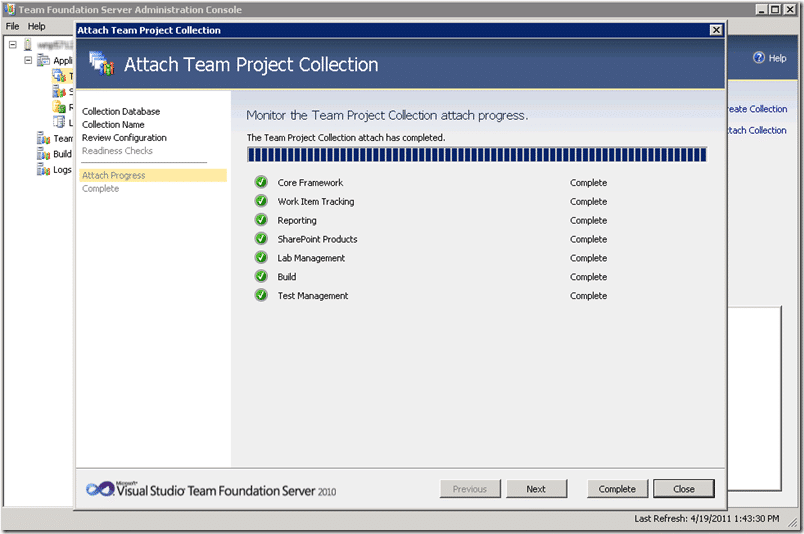 Team Foundation Server Administration Console
File Help
Attach Team Project Collection
Attach Team Project Collection
Help
Collection Database
Collection Name
Review Configuration
Readiness Checks
Attach Progress
Complete
Monitor the Team Project Collection attach progress.
The Team Project Collection attach has completed.
Core Framework Complete
Work Item Tracking Complete
Reporting Complete
SharePoint Products Complete
Lab Management Complete
Build Complete
Test Management Complete
Appli
T
S
R
L
Team
Build
Logs
reate Collection
tach Collection
Microsoft®
Visual Studio® Team Foundation Server 2010
Previous Next Complete Close
Last Refresh: 4/19/2011 1:43:30 PM